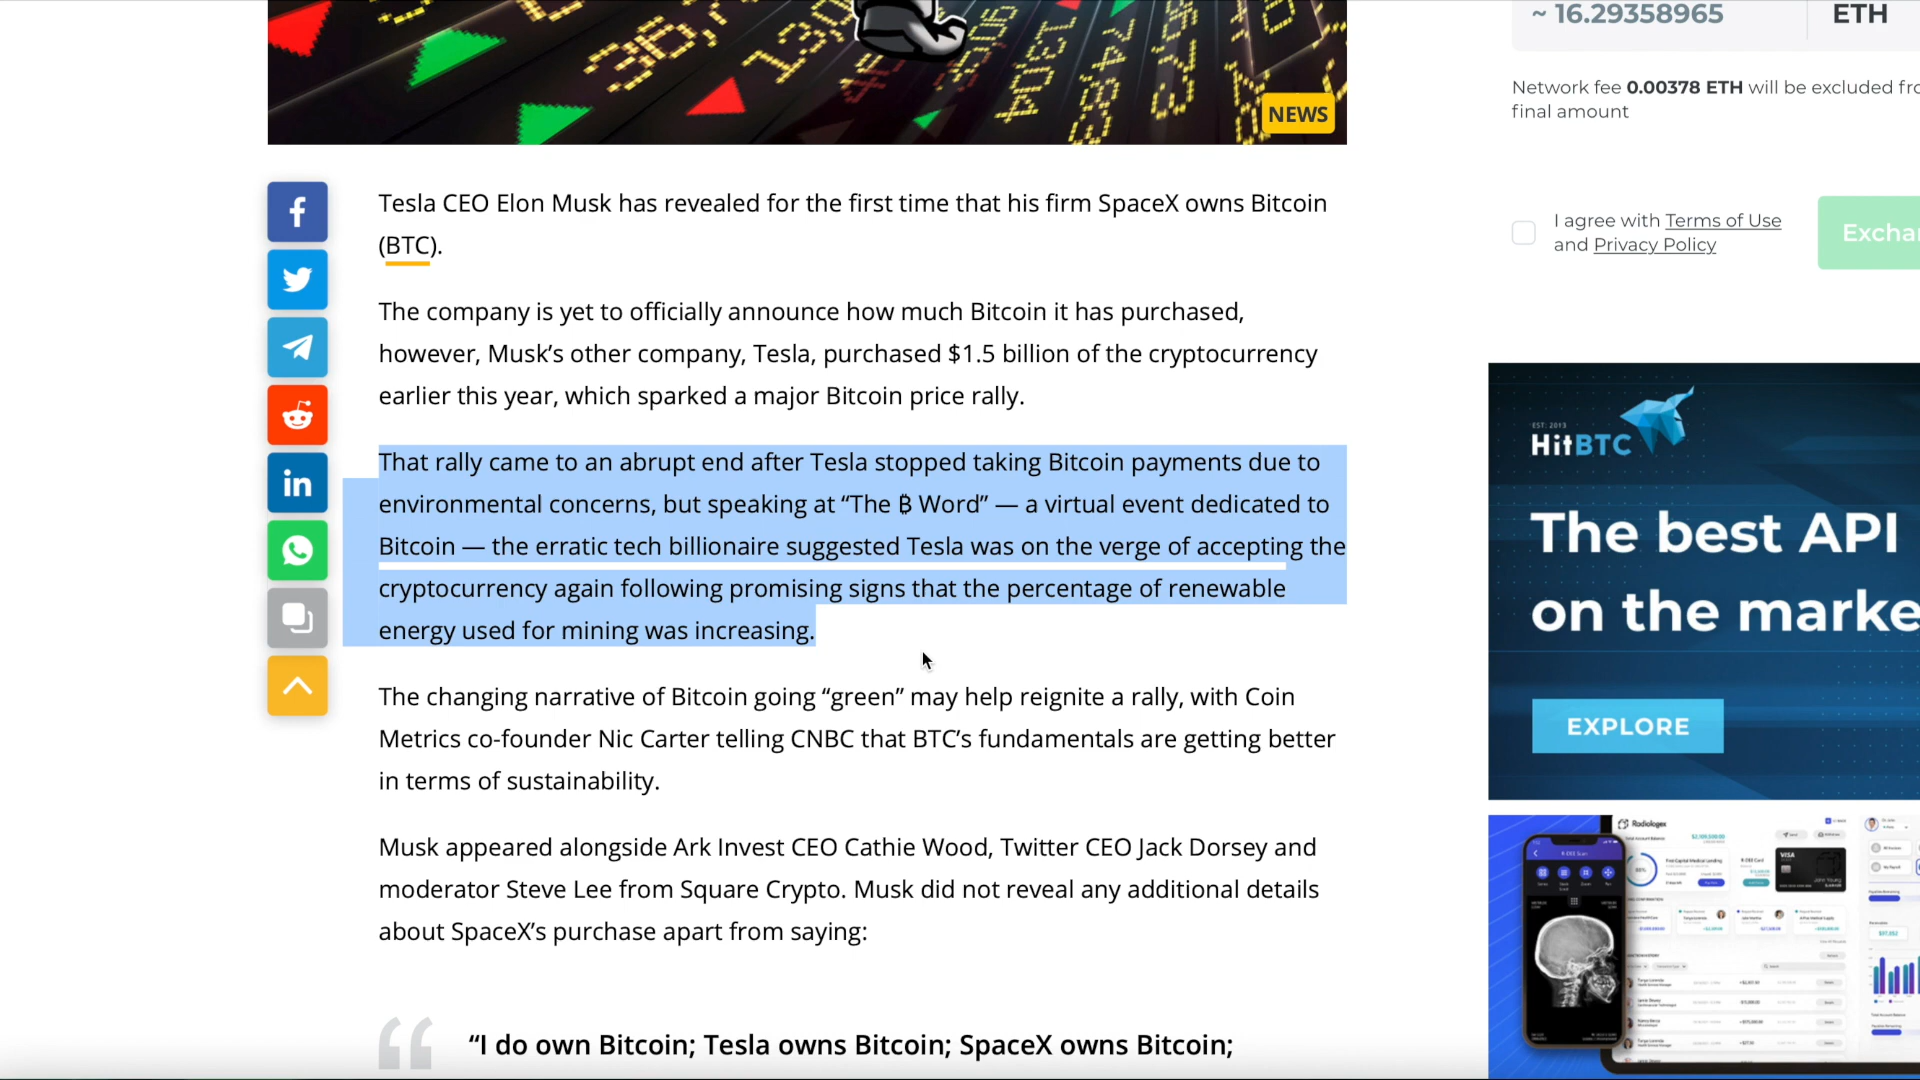 ~ 16.29358965
ETH
Network fee 0.00378 ETH will be excluded fro
final amount
NEWS
Tesla CEO Elon Musk has revealed for the first time that his firm SpaceX owns Bitcoin
(BTC).
I agree with Terms of Use
and Privacy Policy
Exchan
The company is yet to officially announce how much Bitcoin it has purchased,
however, Musk’s other company, Tesla, purchased $1.5 billion of the cryptocurrency
earlier this year, which sparked a major Bitcoin price rally.
That rally came to an abrupt end after Tesla stopped taking Bitcoin payments due to
environmental concerns, but speaking at “The ₿ Word” — a virtual event dedicated to
Bitcoin — the erratic tech billionaire suggested Tesla was on the verge of accepting the
cryptocurrency again following promising signs that the percentage of renewable
energy used for mining was increasing.
The changing narrative of Bitcoin going “green” may help reignite a rally, with Coin
Metrics co-founder Nic Carter telling CNBC that BTC’s fundamentals are getting better
in terms of sustainability.
Musk appeared alongside Ark Invest CEO Cathie Wood, Twitter CEO Jack Dorsey and
moderator Steve Lee from Square Crypto. Musk did not reveal any additional details
about SpaceX’s purchase apart from saying:
“I do own Bitcoin; Tesla owns Bitcoin; SpaceX owns Bitcoin;
EST. 2013
HitBTC
The best API
on the marke
EXPLORE
Radiologex
VISA